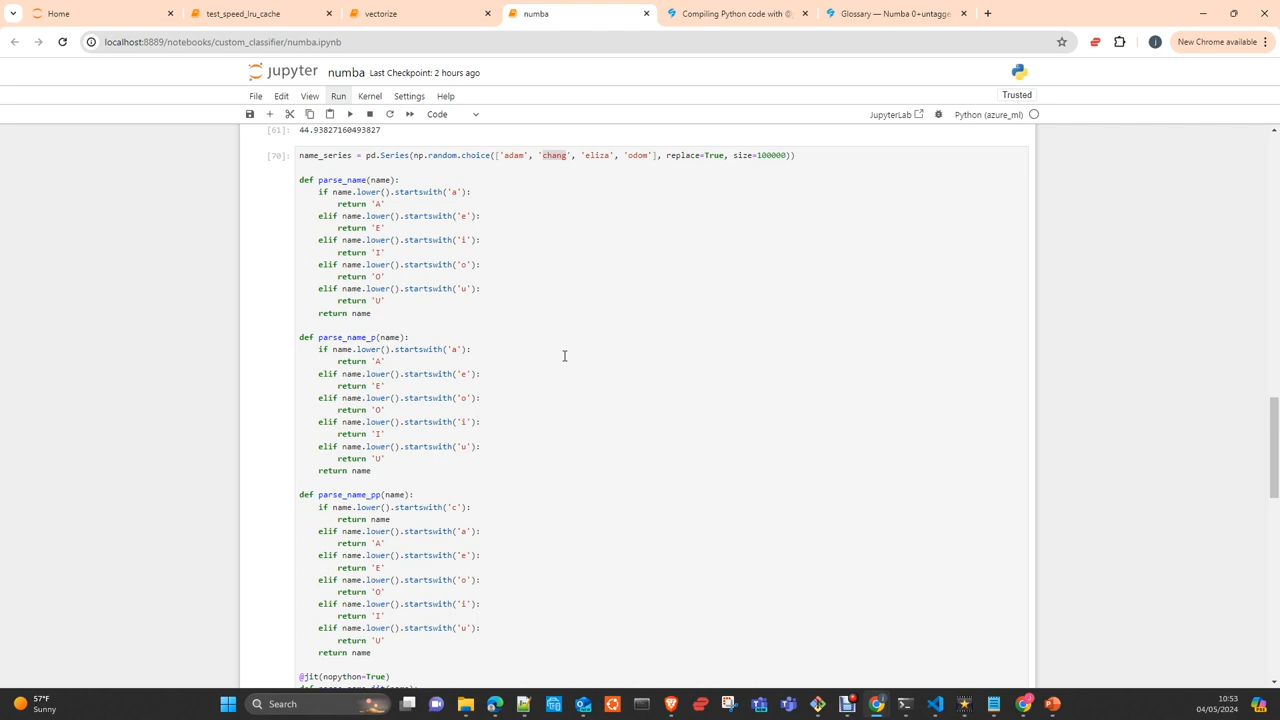 test_speed_lru_cache
Home
vectorize
numba
Compiling Python code with @j
Glossary — Numba 0+untagge
localhost:8889/notebooks/custom_classifier/numba.ipynb
New Chrome available
jupyter numba Last Checkpoint: 2 hours ago
File Edit View Run Kernel Settings Help
Trusted
Code
JupyterLab
Python (azure_ml)
[61]: 44.93827160493827
[70]: name_series = pd.Series(np.random.choice(['adam', 'chang', 'eliza', 'odom'], replace=True, size=100000))
def parse_name(name):
if name.lower().startswith('a'):
return 'A'
elif name.lower().startswith('e'):
return 'E'
elif name.lower().startswith('i'):
return 'I'
elif name.lower().startswith('o'):
return 'O'
elif name.lower().startswith('u'):
return 'U'
return name
def parse_name_p(name):
if name.lower().startswith('a'):
return 'A'
elif name.lower().startswith('e'):
return 'E'
elif name.lower().startswith('o'):
return 'O'
elif name.lower().startswith('i'):
return 'I'
elif name.lower().startswith('u'):
return 'U'
return name
def parse_name_pp(name):
if name.lower().startswith('c'):
return name
elif name.lower().startswith('a'):
return 'A'
elif name.lower().startswith('e'):
return 'E'
elif name.lower().startswith('o'):
return 'O'
elif name.lower().startswith('i'):
return 'I'
elif name.lower().startswith('u'):
return 'U'
return name
@jit(nopython=True)
57°F
Sunny
Search
10:53
04/05/2024